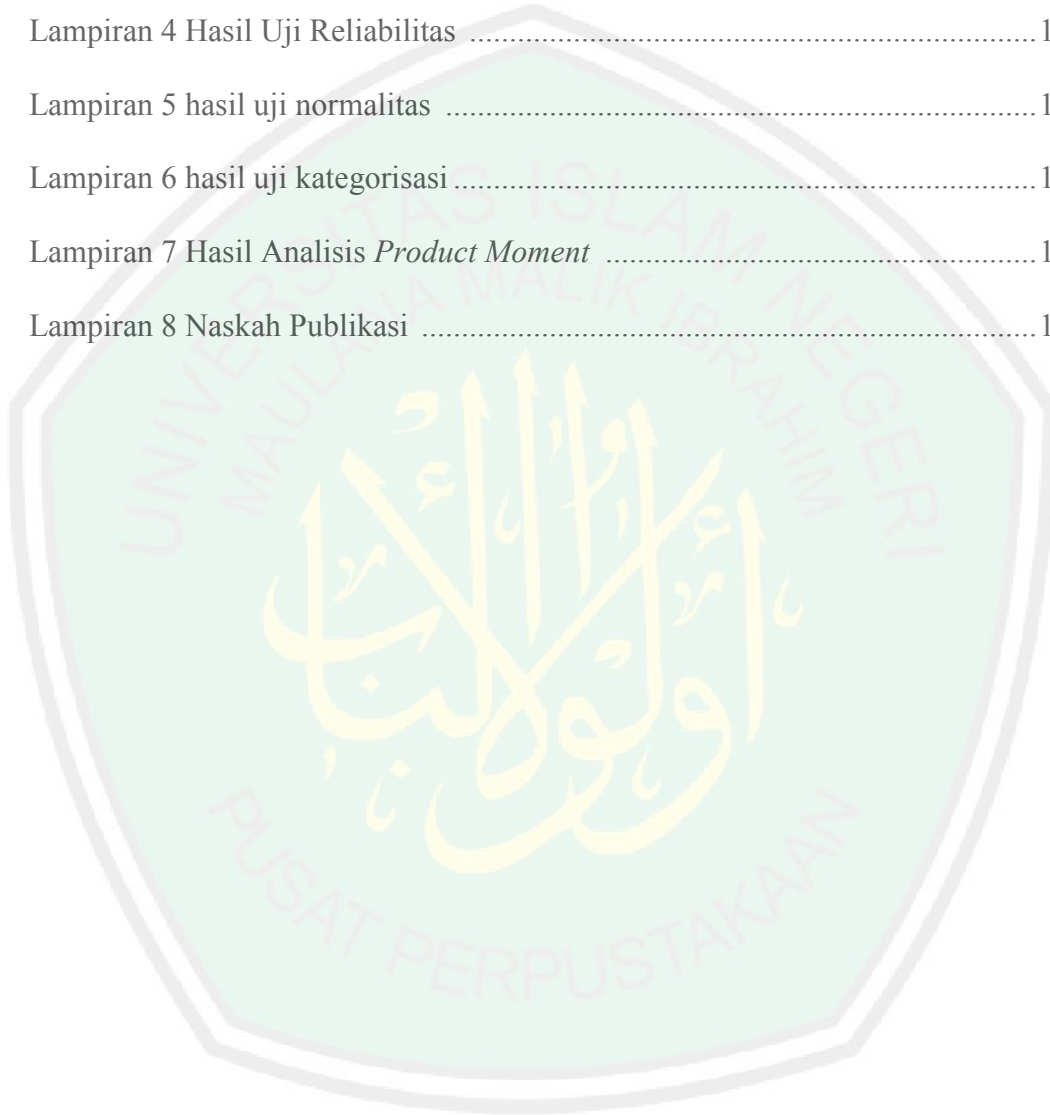 Lampiran 4 Hasil Uji Reliabilitas ........................................................................ 1
Lampiran 5 hasil uji normalitas ........................................................................... 1
Lampiran 6 hasil uji kategorisasi .......................................................................... 1
Lampiran 7 Hasil Analisis Product Moment ....................................................... 1
Lampiran 8 Naskah Publikasi .............................................................................. 1
UNIVERSITAS ISLAM NEGERI
MAULANA MALIK IBRAHIM
أولوا الألباب
PUSAT PERPUSTAKAAN